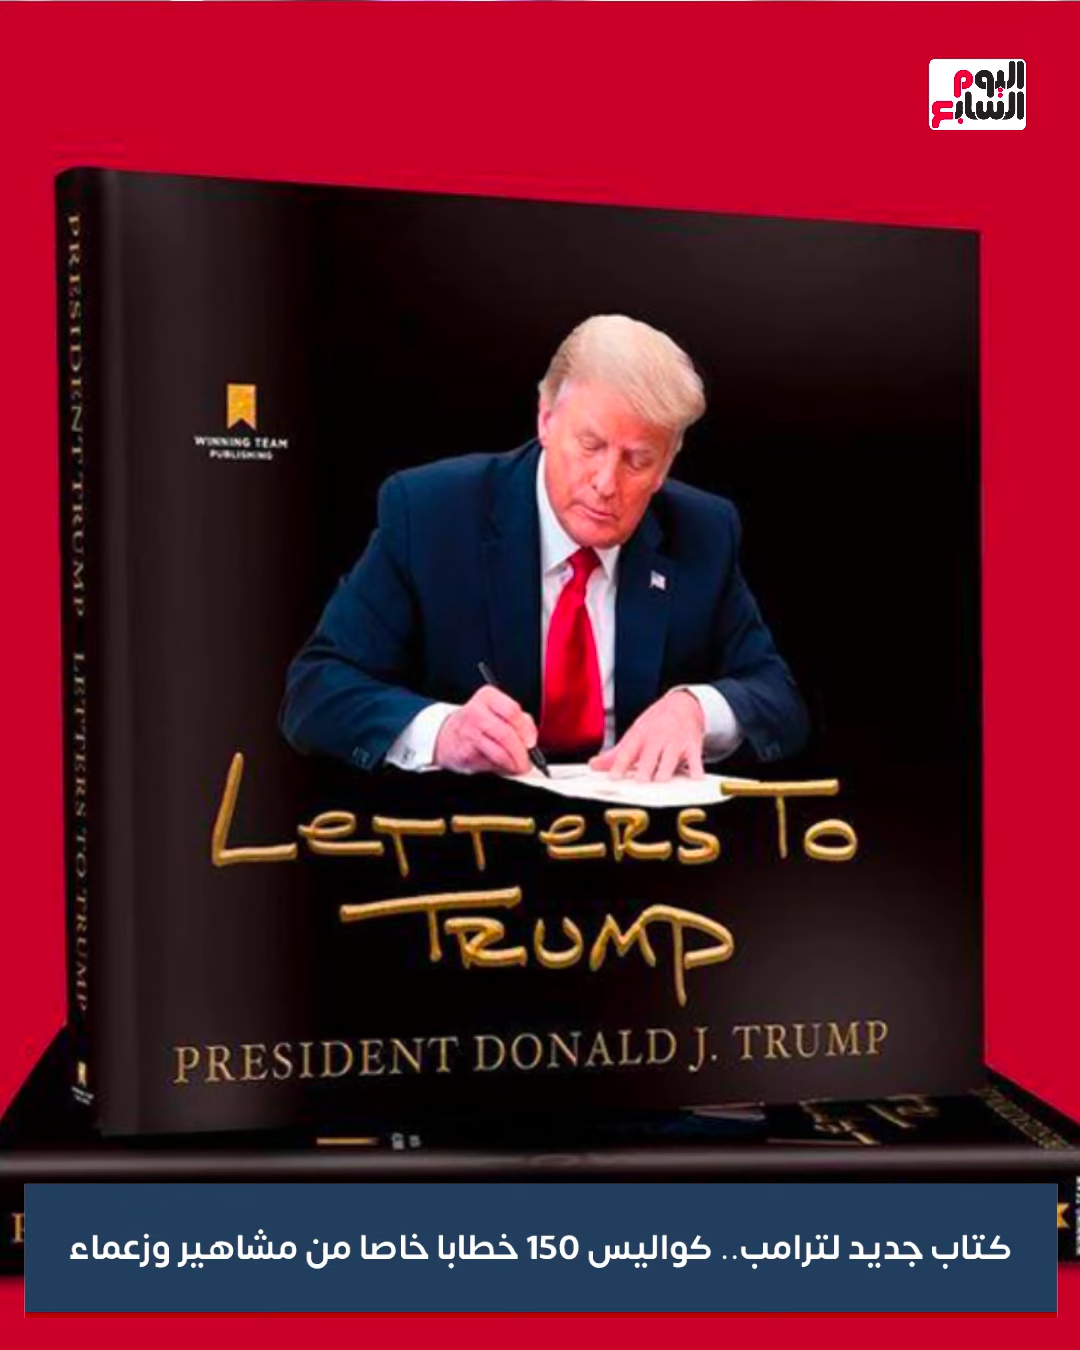 اليوم
السابع
PRESIDENT TRUMP LETTERS TO TRUMP
WINNING TEAM
PUBLISHING
LETTERS TO
TRUMP
PRESIDENT DONALD J. TRUMP
كتاب جديد لترامب.. كواليس 150 خطابا خاصا من مشاهير وزعماء